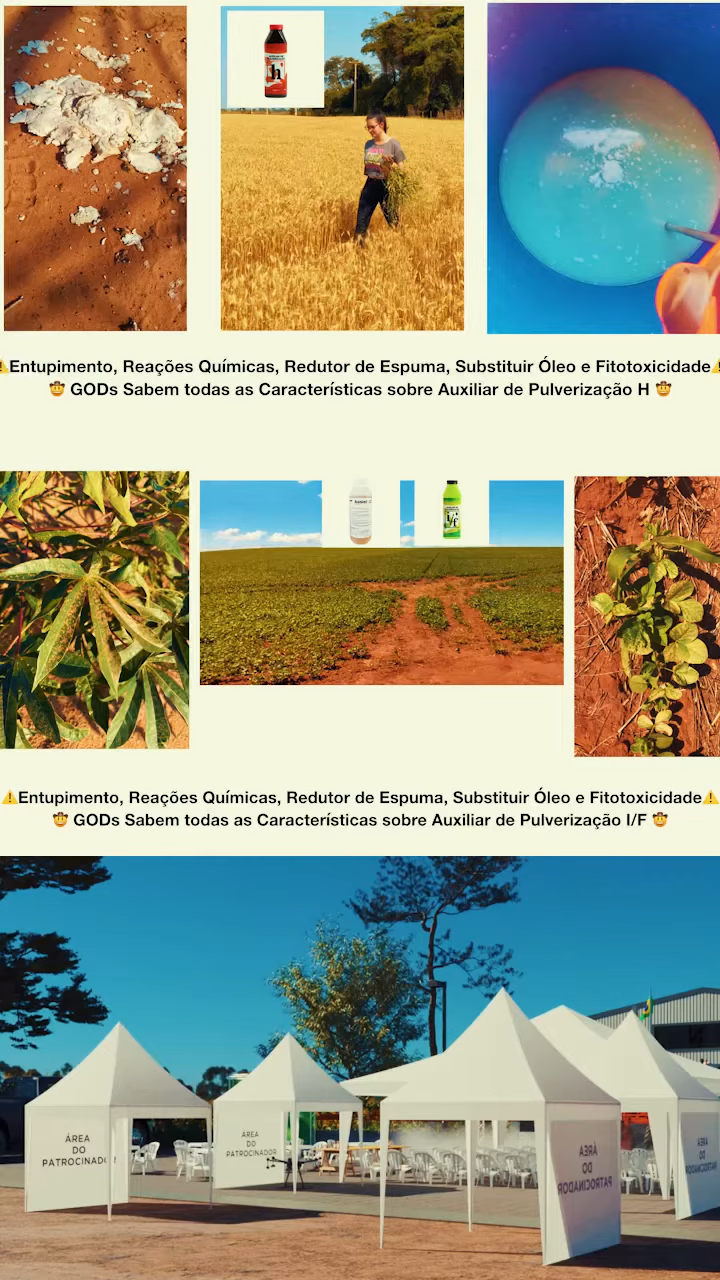 h
⚠️Entupimento, Reações Químicas, Redutor de Espuma, Substituir Óleo e Fitotoxicidade⚠️
🤠 GODs Sabem todas as Características sobre Auxiliar de Pulverização H 🤠
I/F
⚠️Entupimento, Reações Químicas, Redutor de Espuma, Substituir Óleo e Fitotoxicidade⚠️
🤠 GODs Sabem todas as Características sobre Auxiliar de Pulverização I/F 🤠
ÁREA
DO
PATROCINADOR
ÁREA
DO
PATROCINADOR
ÁREA
DO
PATROCINADOR